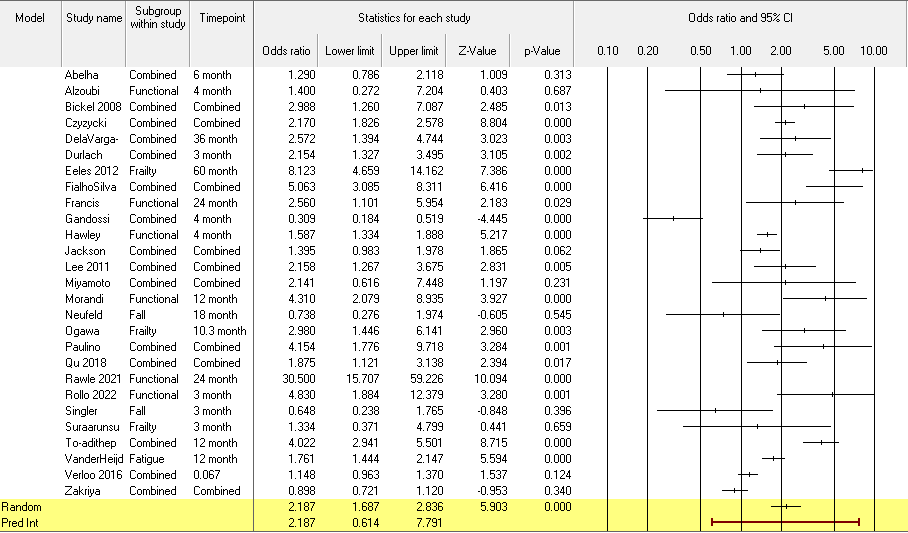 Model Study name Subgroup within study Timepoint Statistics for each study Odds ratio and 95% CI
Odds ratio Lower limit Upper limit Z-Value p-Value 0.10 0.20 0.50 1.00 2.00 5.00 10.00
Abelha Combined 6 month 1.290 0.786 2.118 1.009 0.313
Alzoubi Functional 4 month 1.400 0.272 7.204 0.403 0.687
Bickel 2008 Combined Combined 2.988 1.260 7.087 2.485 0.013
Czyzycki Combined Combined 2.170 1.826 2.578 8.804 0.000
DelaVarga- Combined 36 month 2.572 1.394 4.744 3.023 0.003
Durlach Combined 3 month 2.154 1.327 3.495 3.105 0.002
Eeles 2012 Frailty 60 month 8.123 4.659 14.162 7.386 0.000
FialhoSilva Combined Combined 5.063 3.085 8.311 6.416 0.000
Francis Functional 24 month 2.560 1.101 5.954 2.183 0.029
Gandossi Combined 4 month 0.309 0.184 0.519 -4.445 0.000
Hawley Functional 4 month 1.587 1.334 1.888 5.217 0.000
Jackson Combined Combined 1.395 0.983 1.978 1.865 0.062
Lee 2011 Combined Combined 2.158 1.267 3.675 2.831 0.005
Miyamoto Combined Combined 2.141 0.616 7.448 1.197 0.231
Morandi Functional 12 month 4.310 2.079 8.935 3.927 0.000
Neufeld Fall 18 month 0.738 0.276 1.974 -0.605 0.545
Ogawa Frailty 10.3 month 2.980 1.446 6.141 2.960 0.003
Paulino Combined Combined 4.154 1.776 9.718 3.284 0.001
Qu 2018 Combined Combined 1.875 1.121 3.138 2.394 0.017
Rawle 2021 Functional 24 month 30.500 15.707 59.226 10.094 0.000
Rollo 2022 Functional 3 month 4.830 1.884 12.379 3.280 0.001
Singler Fall 3 month 0.648 0.238 1.765 -0.848 0.396
Suraarunsu Frailty 3 month 1.334 0.371 4.799 0.441 0.659
To-adithep Combined 12 month 4.022 2.941 5.501 8.715 0.000
VanderHeijd Fatigue 12 month 1.761 1.444 2.147 5.594 0.000
Verloo 2016 Combined 0.067 1.148 0.963 1.370 1.537 0.124
Zakriya Combined Combined 0.898 0.721 1.120 -0.953 0.340
Random 2.187 1.687 2.836 5.903 0.000
Pred Int 2.187 0.614 7.791